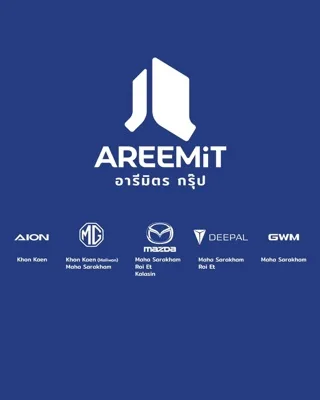 AREEMiT
อารีมิตร กรุ๊ป
AION
MG
mazda
DEEPAL
GWM
Khon Kaen
Khon Kaen (Maliwan)
Maha Sarakham
Maha Sarakham
Roi Et
Kalasin
Maha Sarakham
Roi Et
Maha Sarakham